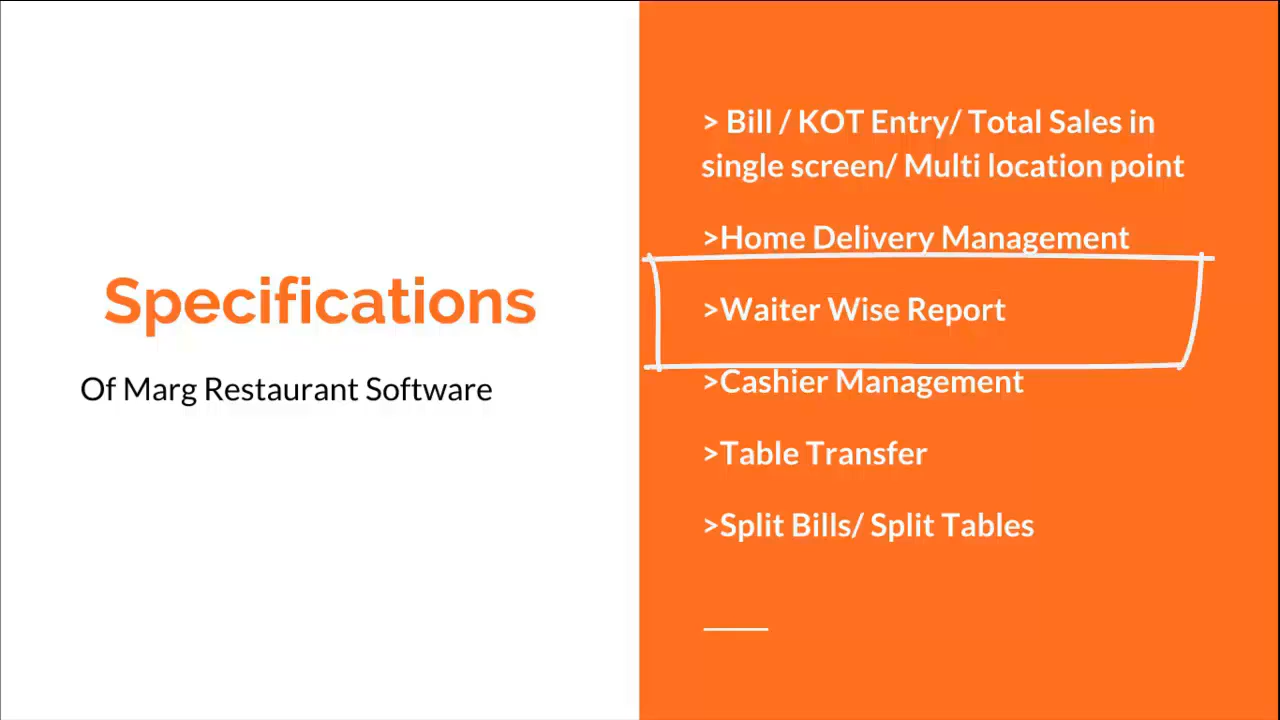 Specifications
Of Marg Restaurant Software
> Bill / KOT Entry/ Total Sales in
single screen/ Multi location point
>Home Delivery Management
>Waiter Wise Report
>Cashier Management
>Table Transfer
>Split Bills/ Split Tables